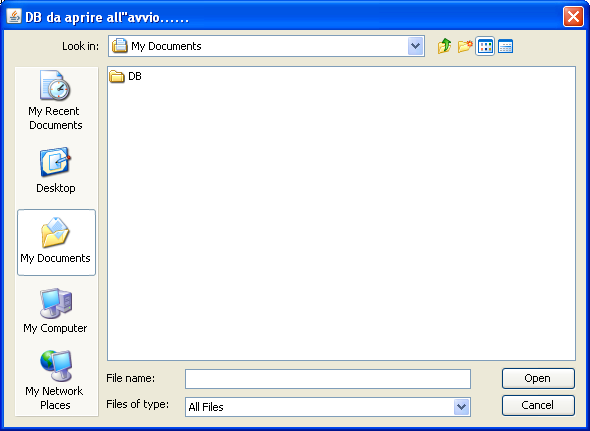 DB da aprire all"avvio......
Look in:
My Documents
DB
My Recent
Documents
Desktop
My Documents
My Computer
My Network
Places
File name:
Open
Files of type:
All Files
Cancel